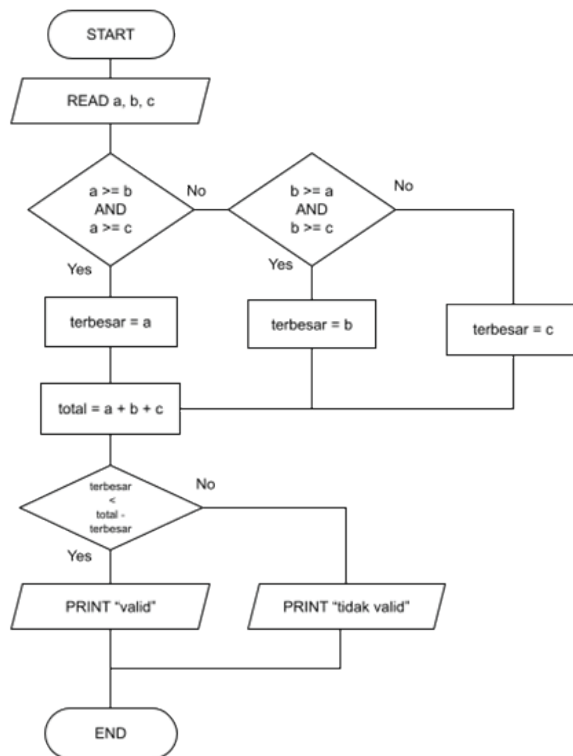 START
READ a, b, c
a >= b
AND
a >= c
No
b >= a
AND
b >= c
No
Yes
Yes
terbesar = a
terbesar = b
terbesar = c
total = a + b + c
terbesar
<
total -
terbesar
No
Yes
PRINT “valid”
PRINT “tidak valid”
END